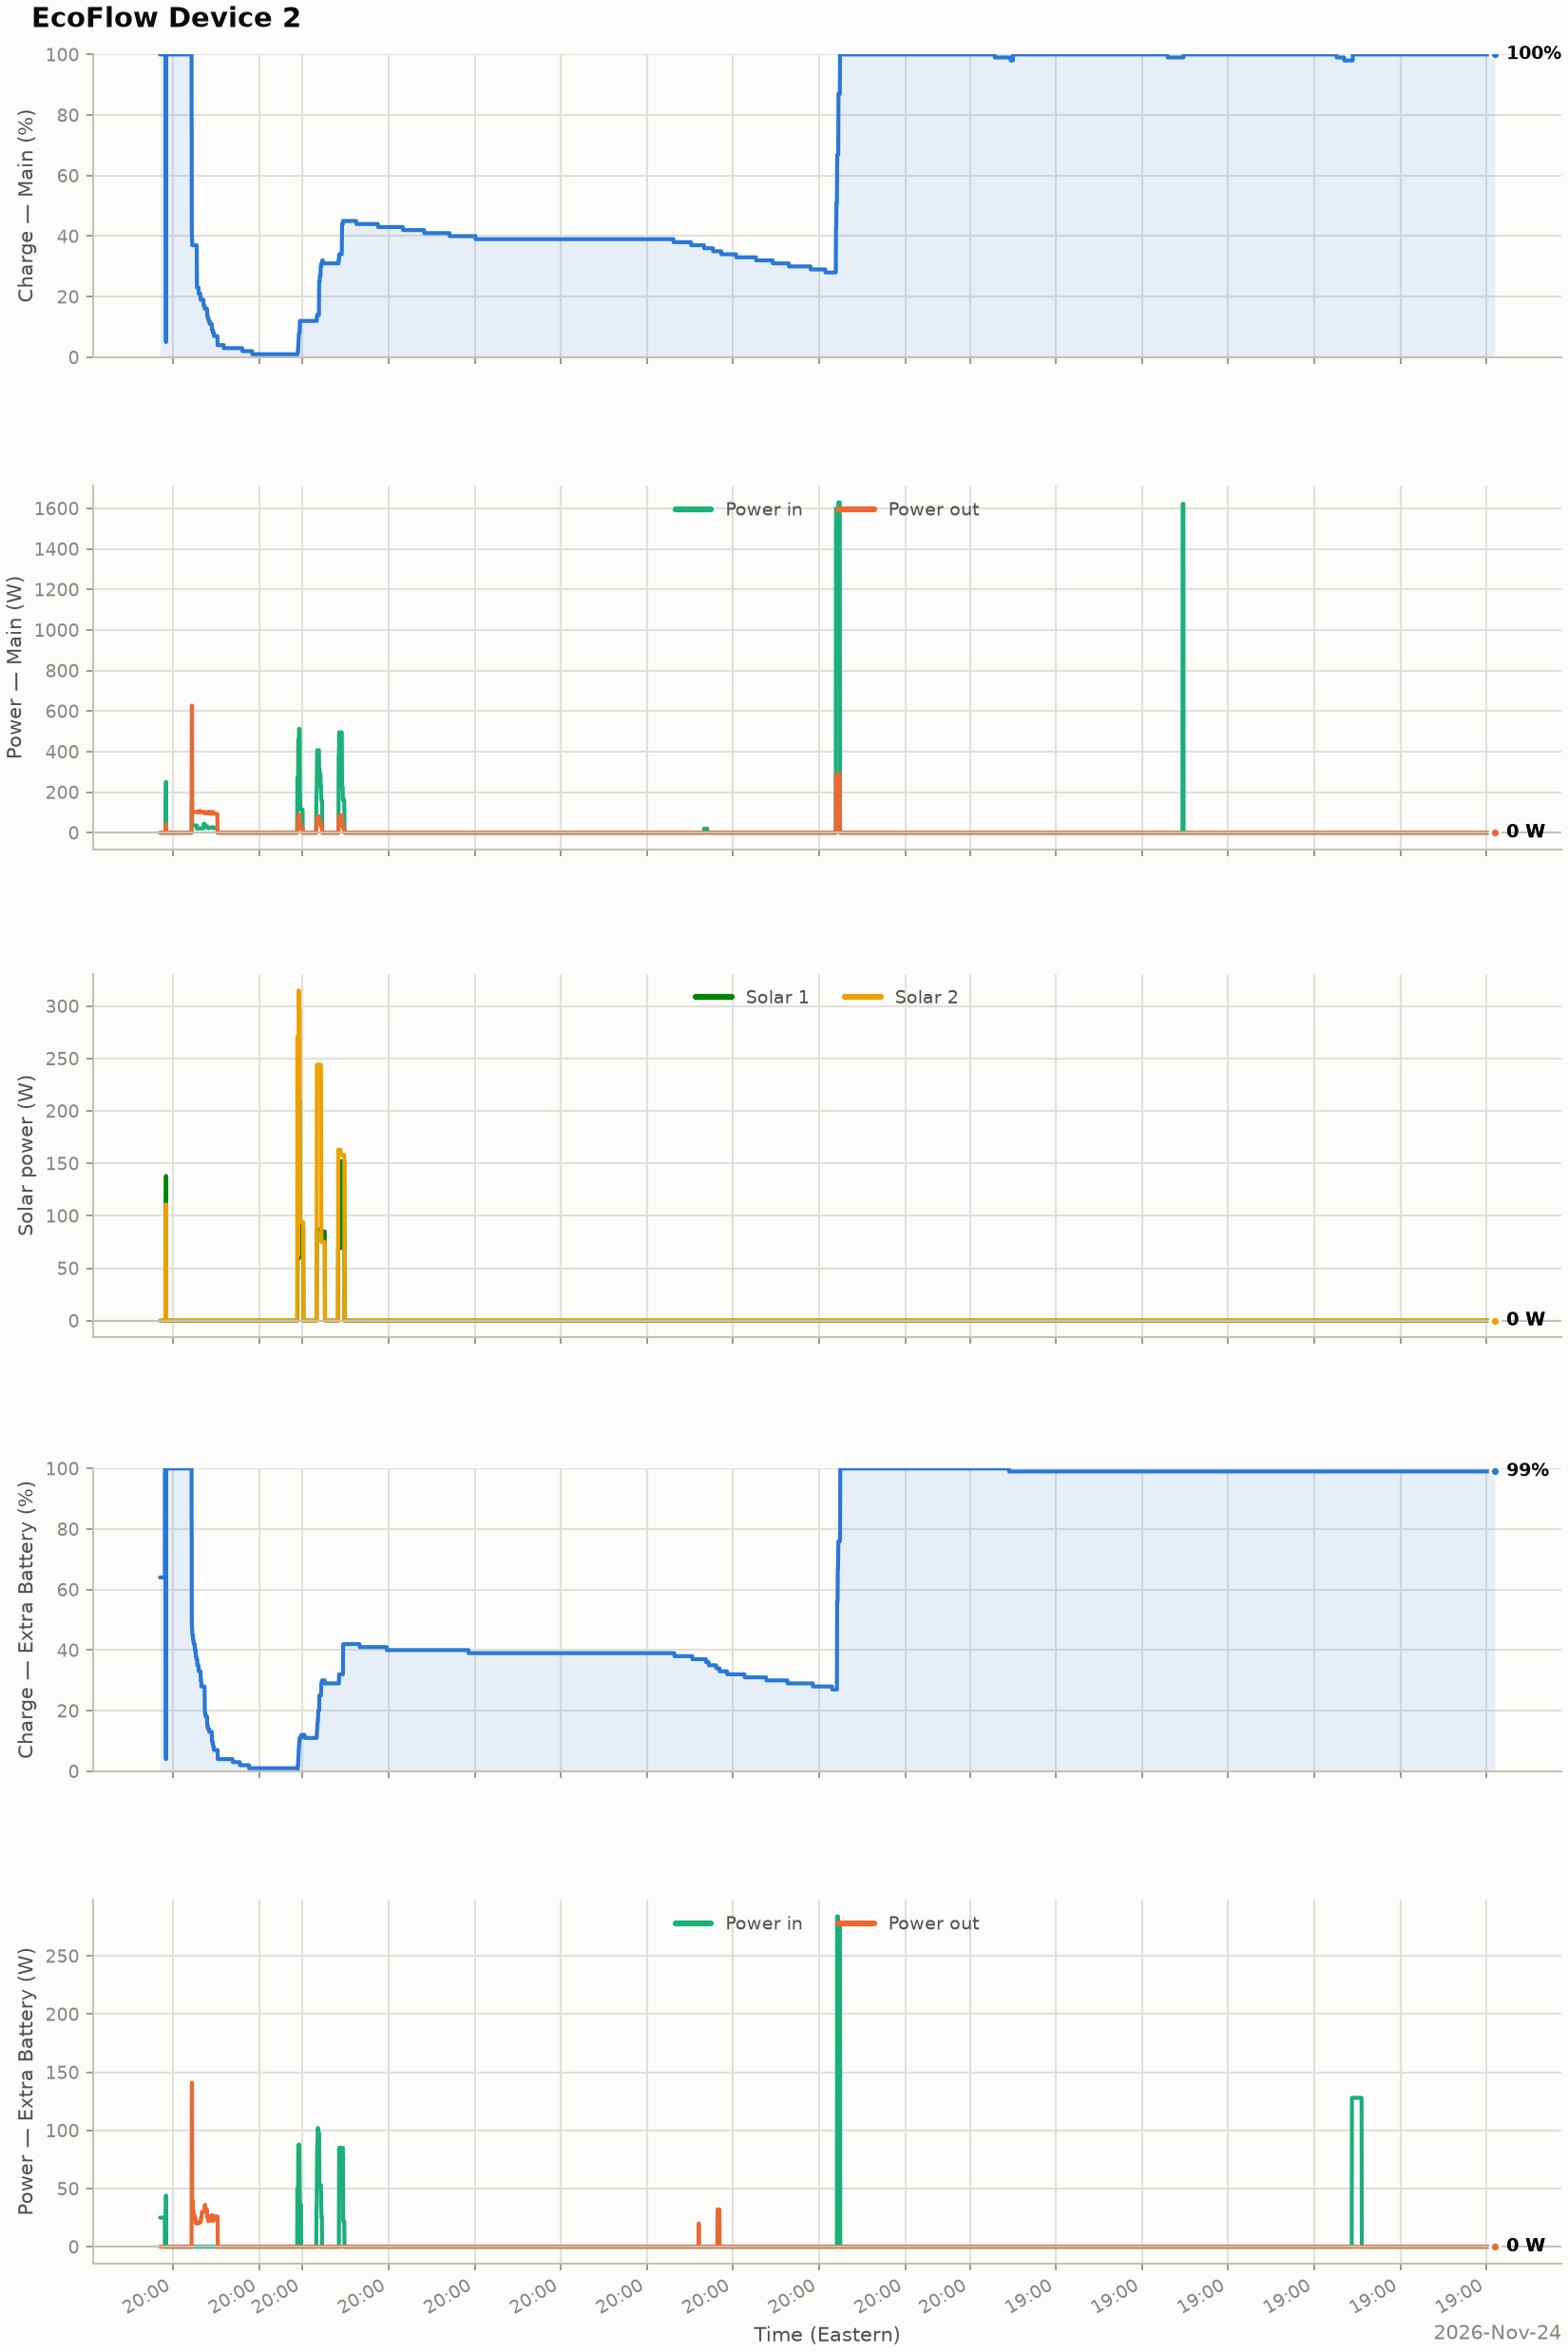 EcoFlow Device 2
Charge — Main (%)
100
80
60
40
20
0
100%
Power — Main (W)
1600
1400
1200
1000
800
600
400
200
0
Power in
Power out
0 W
Solar power (W)
300
250
200
150
100
50
0
Solar 1
Solar 2
0 W
Charge — Extra Battery (%)
100
80
60
40
20
0
99%
Power — Extra Battery (W)
250
200
150
100
50
0
Power in
Power out
0 W
20:00 20:00 20:00 20:00 20:00 20:00 20:00 20:00 20:00 20:00 20:00 19:00 19:00 19:00 19:00 19:00 19:00
Time (Eastern)
2026-Nov-24